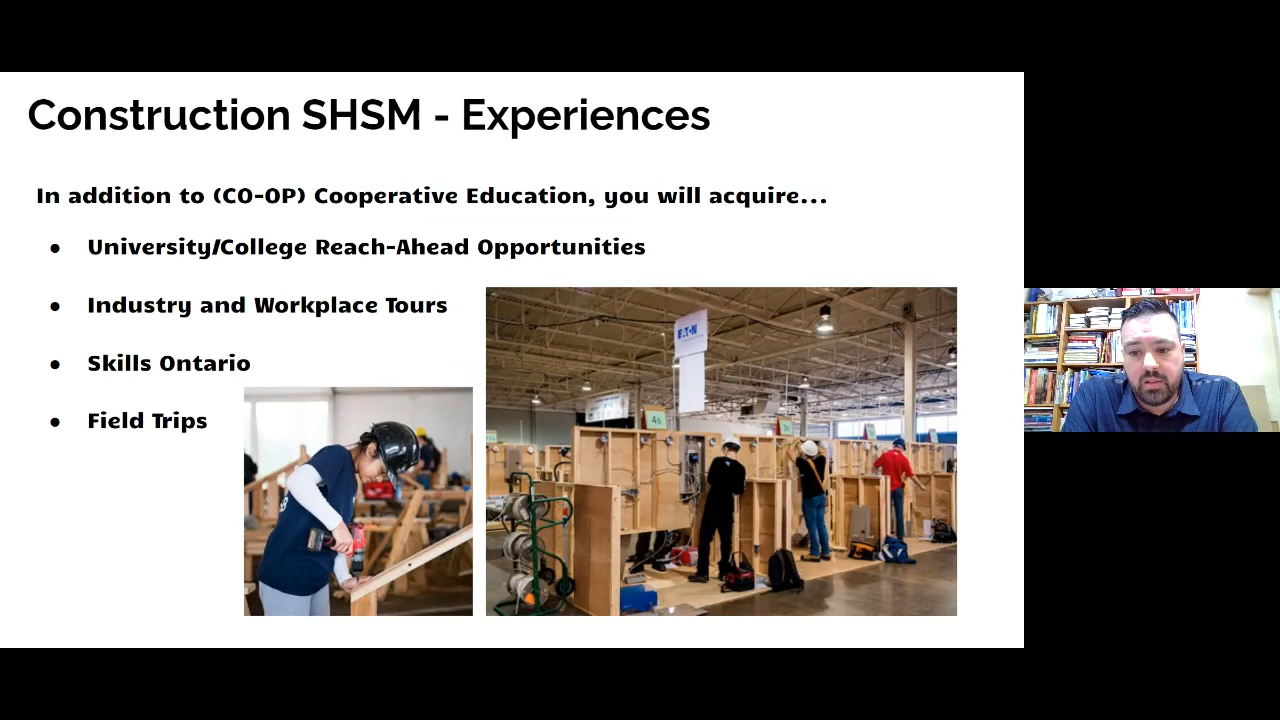 Construction SHSM - Experiences
In addition to (CO-OP) Cooperative Education, you will acquire...
● University/College Reach-Ahead Opportunities
● Industry and Workplace Tours
● Skills Ontario
● Field Trips
EATON